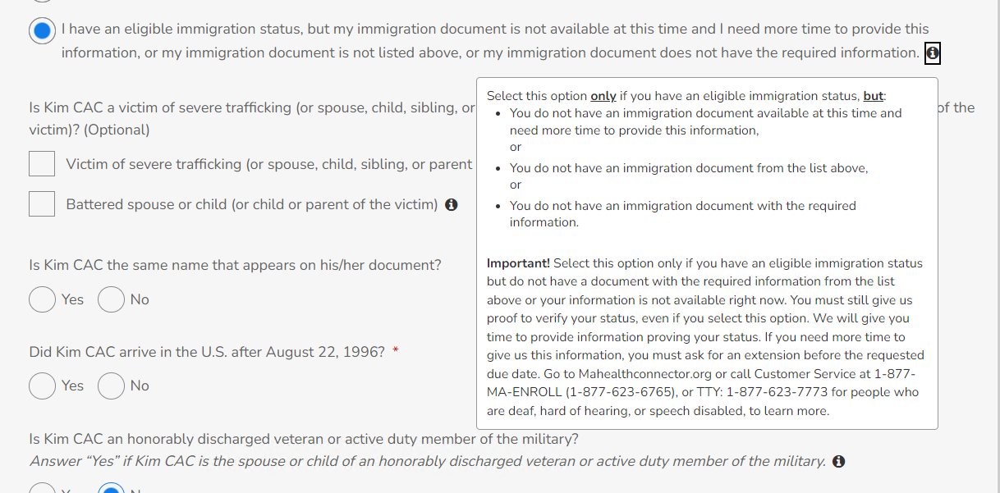 I have an eligible immigration status, but my immigration document is not available at this time and I need more time to provide this
information, or my immigration document is not listed above, or my immigration document does not have the required information.
Select this option only if you have an eligible immigration status, but:
• You do not have an immigration document available at this time and
need more time to provide this information,
or
• You do not have an immigration document from the list above,
or
• You do not have an immigration document with the required
information.
Important! Select this option only if you have an eligible immigration status
but do not have a document with the required information from the list
above or your information is not available right now. You must still give us
proof to verify your status, even if you select this option. We will give you
time to provide information proving your status. If you need more time to
give us this information, you must ask for an extension before the requested
due date. Go to Mahealthconnector.org or call Customer Service at 1-877-
MA-ENROLL (1-877-623-6765), or TTY: 1-877-623-7773 for people who
are deaf, hard of hearing, or speech disabled, to learn more.
Is Kim CAC a victim of severe trafficking (or spouse, child, sibling, or of the
victim)? (Optional)
Victim of severe trafficking (or spouse, child, sibling, or parent
Battered spouse or child (or child or parent of the victim)
Is Kim CAC the same name that appears on his/her document?
Yes No
Did Kim CAC arrive in the U.S. after August 22, 1996? *
Yes No
Is Kim CAC an honorably discharged veteran or active duty member of the military?
Answer “Yes” if Kim CAC is the spouse or child of an honorably discharged veteran or active duty member of the military.